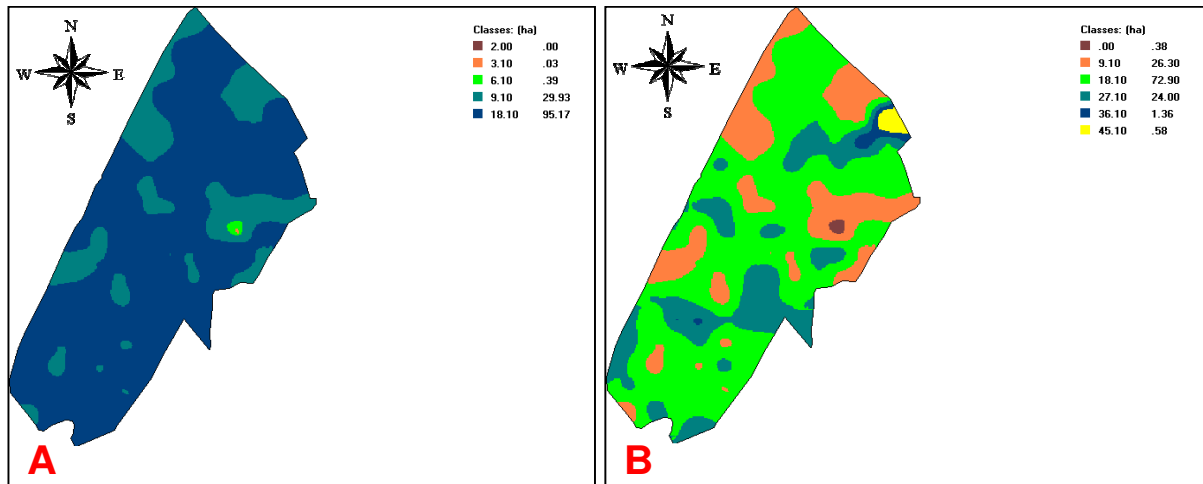 N
W E
S
Classes: (ha)
2.00 .00
3.10 .03
6.10 .39
9.10 29.93
18.10 95.17
A
N
W E
S
Classes: (ha)
.00 .38
9.10 26.30
18.10 72.90
27.10 24.00
36.10 1.36
45.10 .58
B